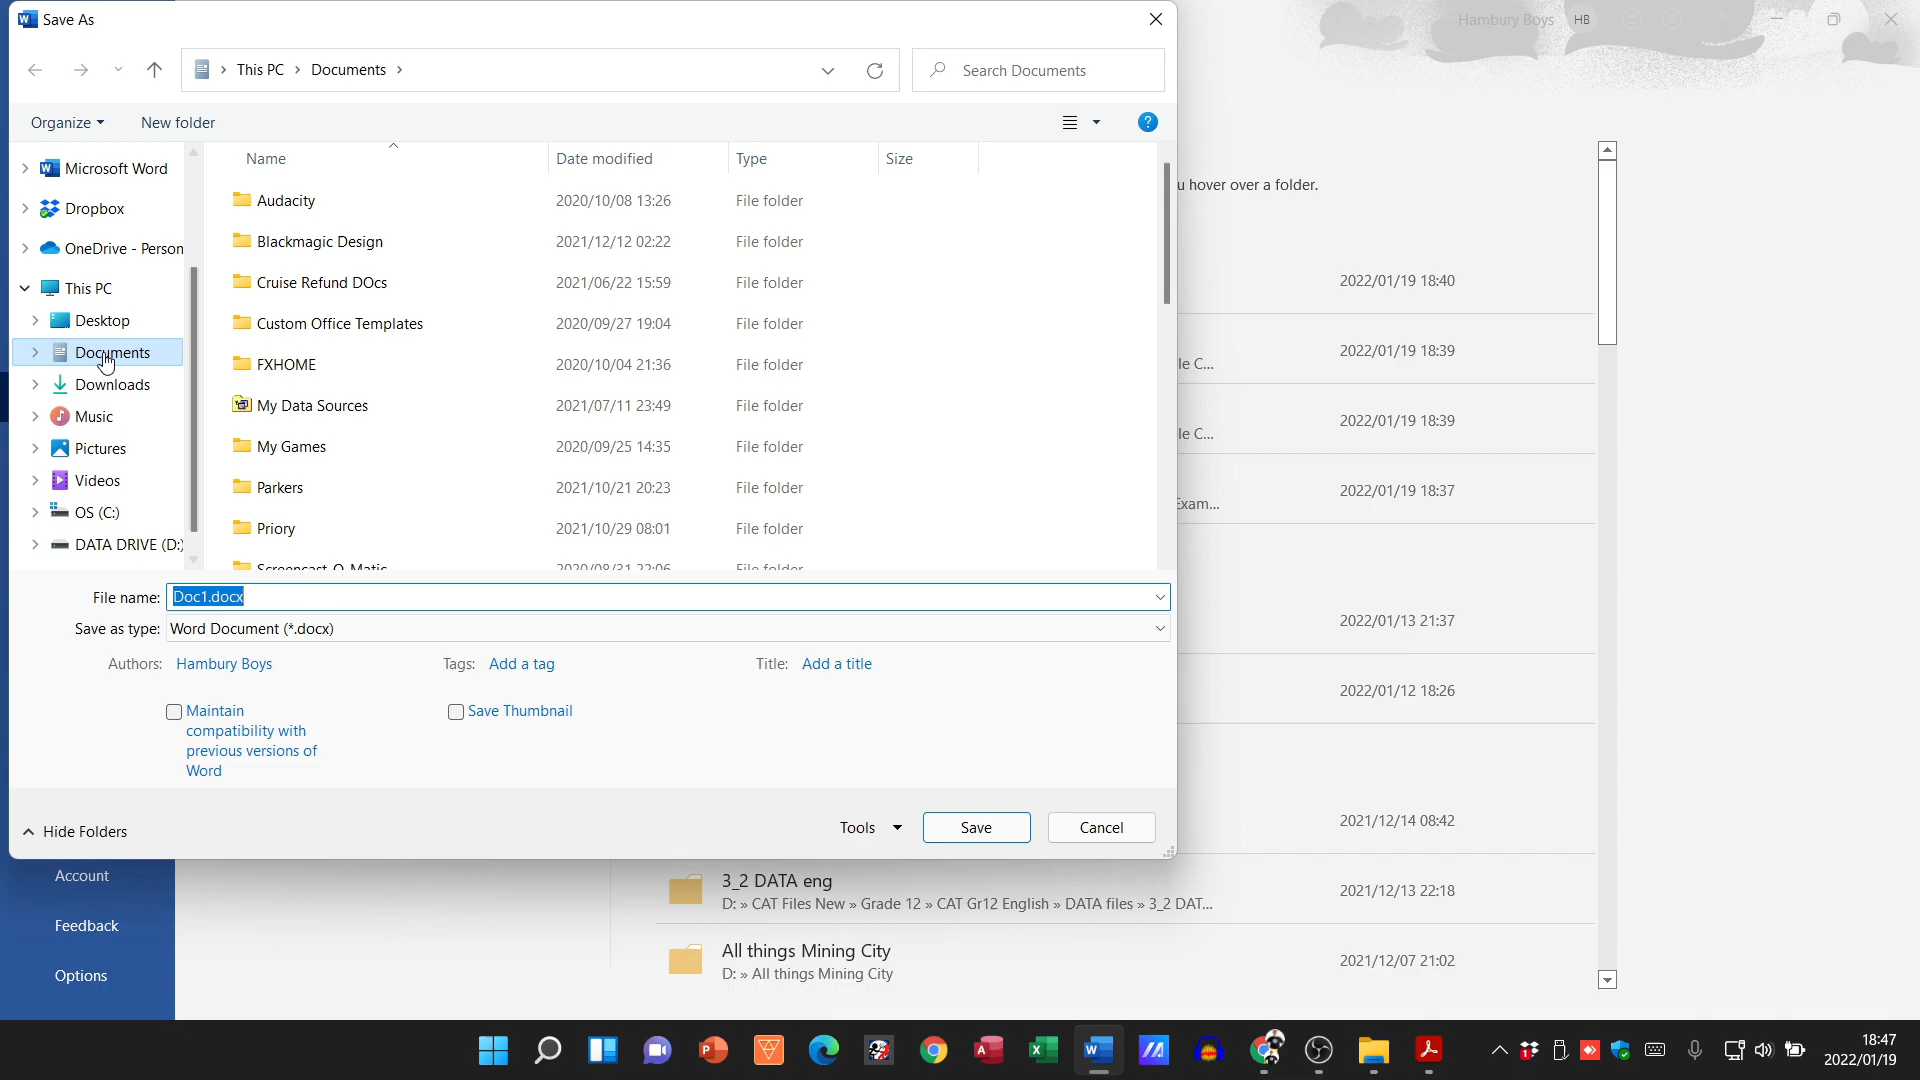 Save As
Hambury Boys HB
This PC > Documents >
Search Documents
Organize
New folder
Name Date modified Type Size
Microsoft Word
Dropbox
OneDrive - Person
This PC
Desktop
Documents
Downloads
Music
Pictures
Videos
OS (C:)
DATA DRIVE (D:)
Audacity 2020/10/08 13:26 File folder
Blackmagic Design 2021/12/12 02:22 File folder
Cruise Refund DOcs 2021/06/22 15:59 File folder
Custom Office Templates 2020/09/27 19:04 File folder
FXHOME 2020/10/04 21:36 File folder
My Data Sources 2021/07/11 23:49 File folder
My Games 2020/09/25 14:35 File folder
Parkers 2021/10/21 20:23 File folder
Priory 2021/10/29 08:01 File folder
Screencast-O-Matic 2020/08/31 22:06 File folder
File name: Doc1.docx
Save as type: Word Document (*.docx)
Authors: Hambury Boys Tags: Add a tag Title: Add a title
Maintain
compatibility with
previous versions of
Word
Save Thumbnail
Hide Folders
Tools Save Cancel
u hover over a folder.
2022/01/19 18:40
2022/01/19 18:39
le C...
2022/01/19 18:39
le C...
2022/01/19 18:37
Exam...
2022/01/13 21:37
2022/01/12 18:26
2021/12/14 08:42
3_2 DATA eng 2021/12/13 22:18
D: » CAT Files New » Grade 12 » CAT Gr12 English » DATA files » 3_2 DAT...
All things Mining City 2021/12/07 21:02
D: » All things Mining City
Account
Feedback
Options
18:47
2022/01/19